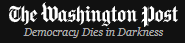 The Washington Post
Democracy Dies in Darkness